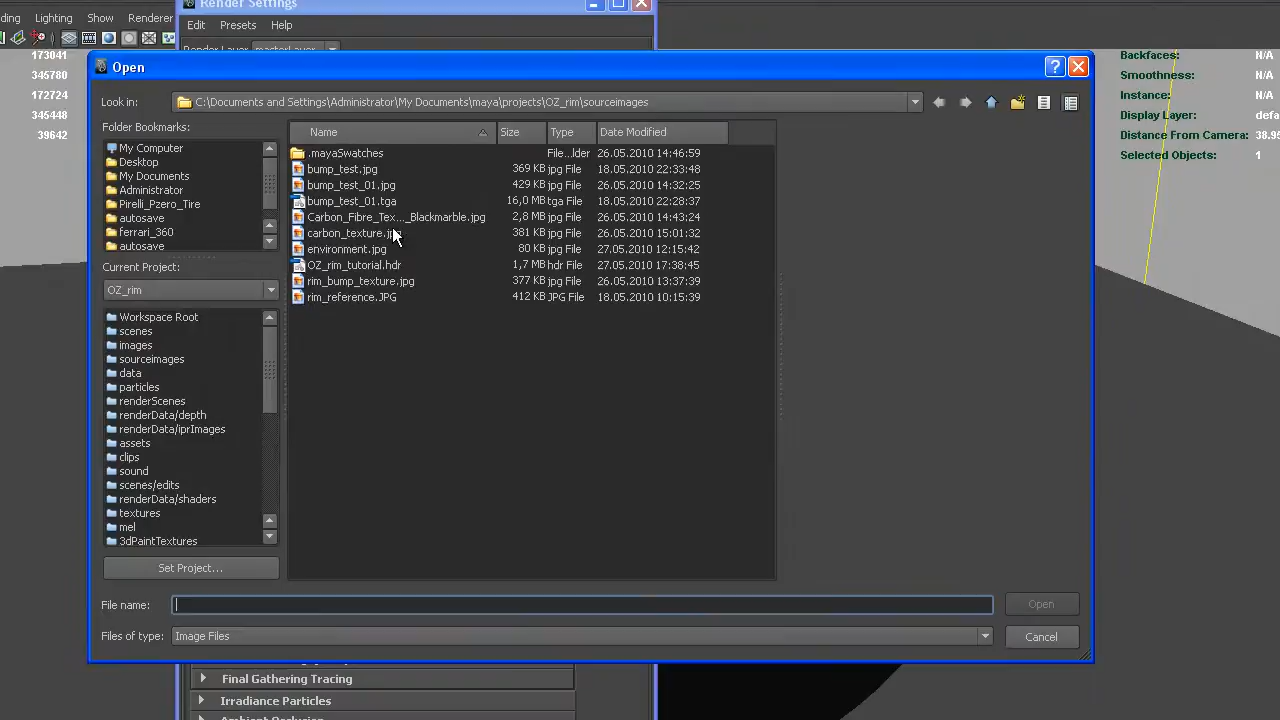 Render Settings
ding Lighting Show Renderer
Edit Presets Help
Render Layer masterLayer
173041
345780
172724
345448
39642
Backfaces: N/A
Smoothness: N/A
Instance: N/A
Display Layer: defa
Distance From Camera: 38.95
Selected Objects: 1
Open
Look in: C:\Documents and Settings\Administrator\My Documents\maya\projects\OZ_rim\sourceimages
Folder Bookmarks:
My Computer
Desktop
My Documents
Administrator
Pirelli_Pzero_Tire
autosave
ferrari_360
autosave
Current Project:
OZ_rim
Workspace Root
scenes
images
sourceimages
data
particles
renderScenes
renderData/depth
renderData/iprImages
assets
clips
sound
scenes/edits
renderData/shaders
textures
mel
3dPaintTextures
Set Project...
Name Size Type Date Modified
.mayaSwatches File...lder 26.05.2010 14:46:59
bump_test.jpg 369 KB jpg File 18.05.2010 22:33:48
bump_test_01.jpg 429 KB jpg File 26.05.2010 14:32:25
bump_test_01.tga 16,0 MB tga File 18.05.2010 22:28:37
Carbon_Fibre_Tex..._Blackmarble.jpg 2,8 MB jpg File 26.05.2010 14:43:24
carbon_texture.jpg 381 KB jpg File 26.05.2010 15:01:32
environment.jpg 80 KB jpg File 27.05.2010 12:15:42
OZ_rim_tutorial.hdr 1,7 MB hdr File 27.05.2010 17:38:45
rim_bump_texture.jpg 377 KB jpg File 26.05.2010 13:37:39
rim_reference.JPG 412 KB JPG File 18.05.2010 10:15:39
File name: Open
Files of type: Image Files Cancel
Final Gathering Tracing
Irradiance Particles